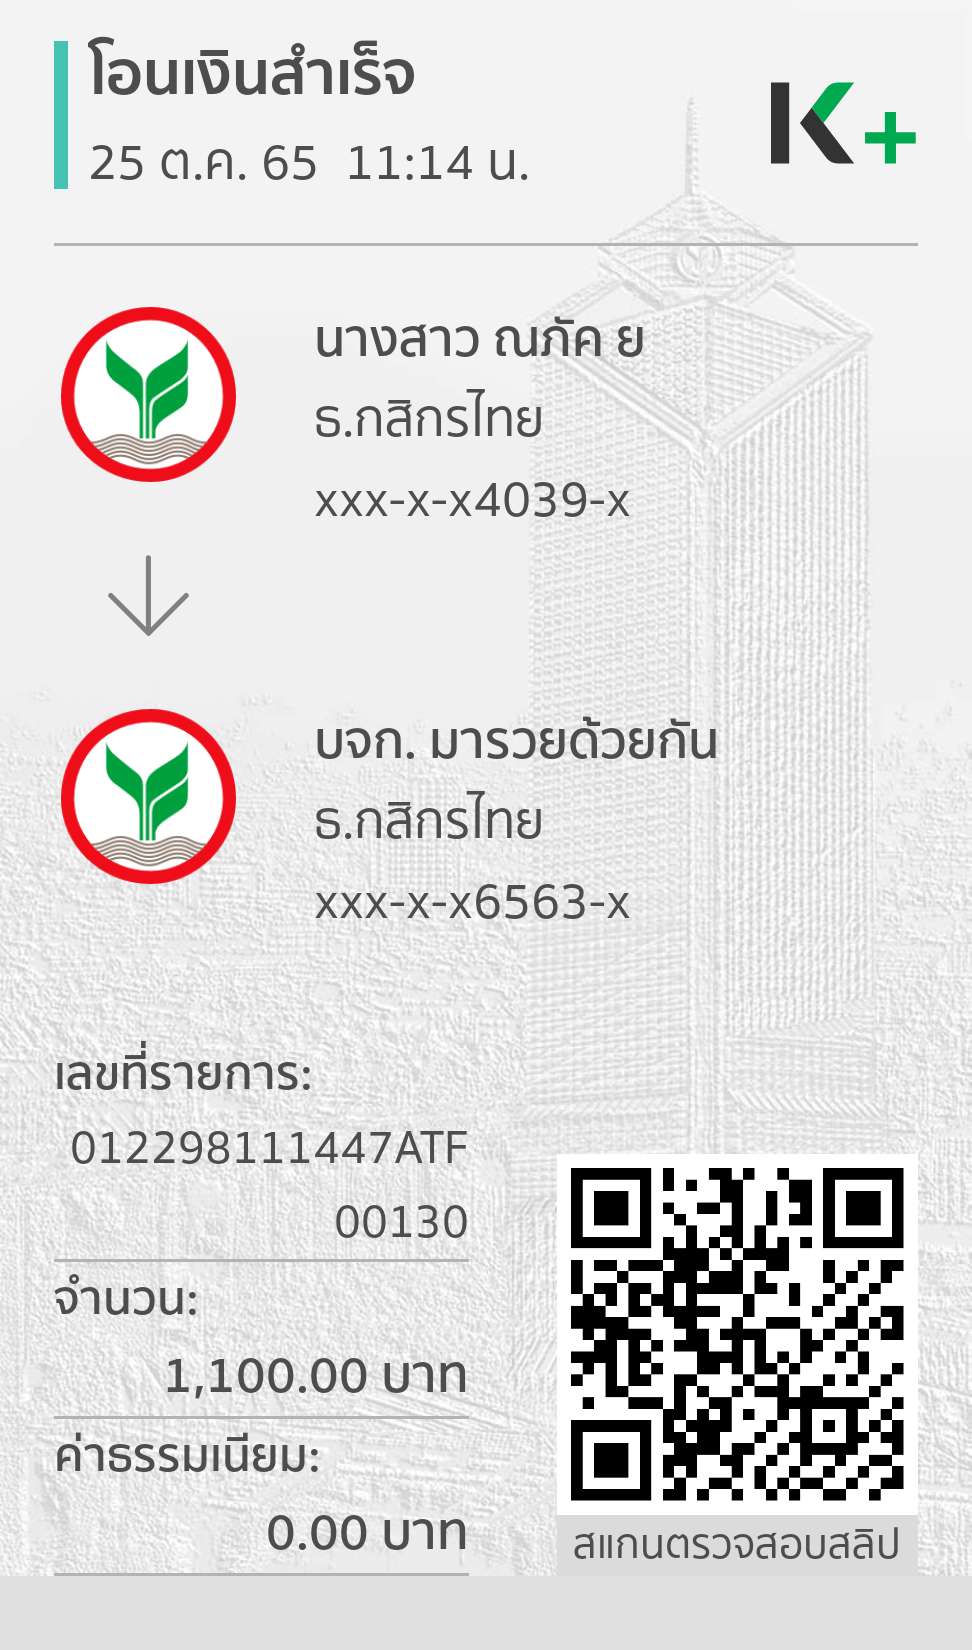 โอนเงินสำเร็จ
25 ต.ค. 65 11:14 น.
K+
นางสาว ณภัค ย
ธ.กสิกรไทย
xxx-x-x4039-x
บจก. มารวยด้วยกัน
ธ.กสิกรไทย
xxx-x-x6563-x
เลขที่รายการ:
012298111447ATF
00130
จำนวน:
1,100.00 บาท
ค่าธรรมเนียม:
0.00 บาท
สแกนตรวจสอบสลิป